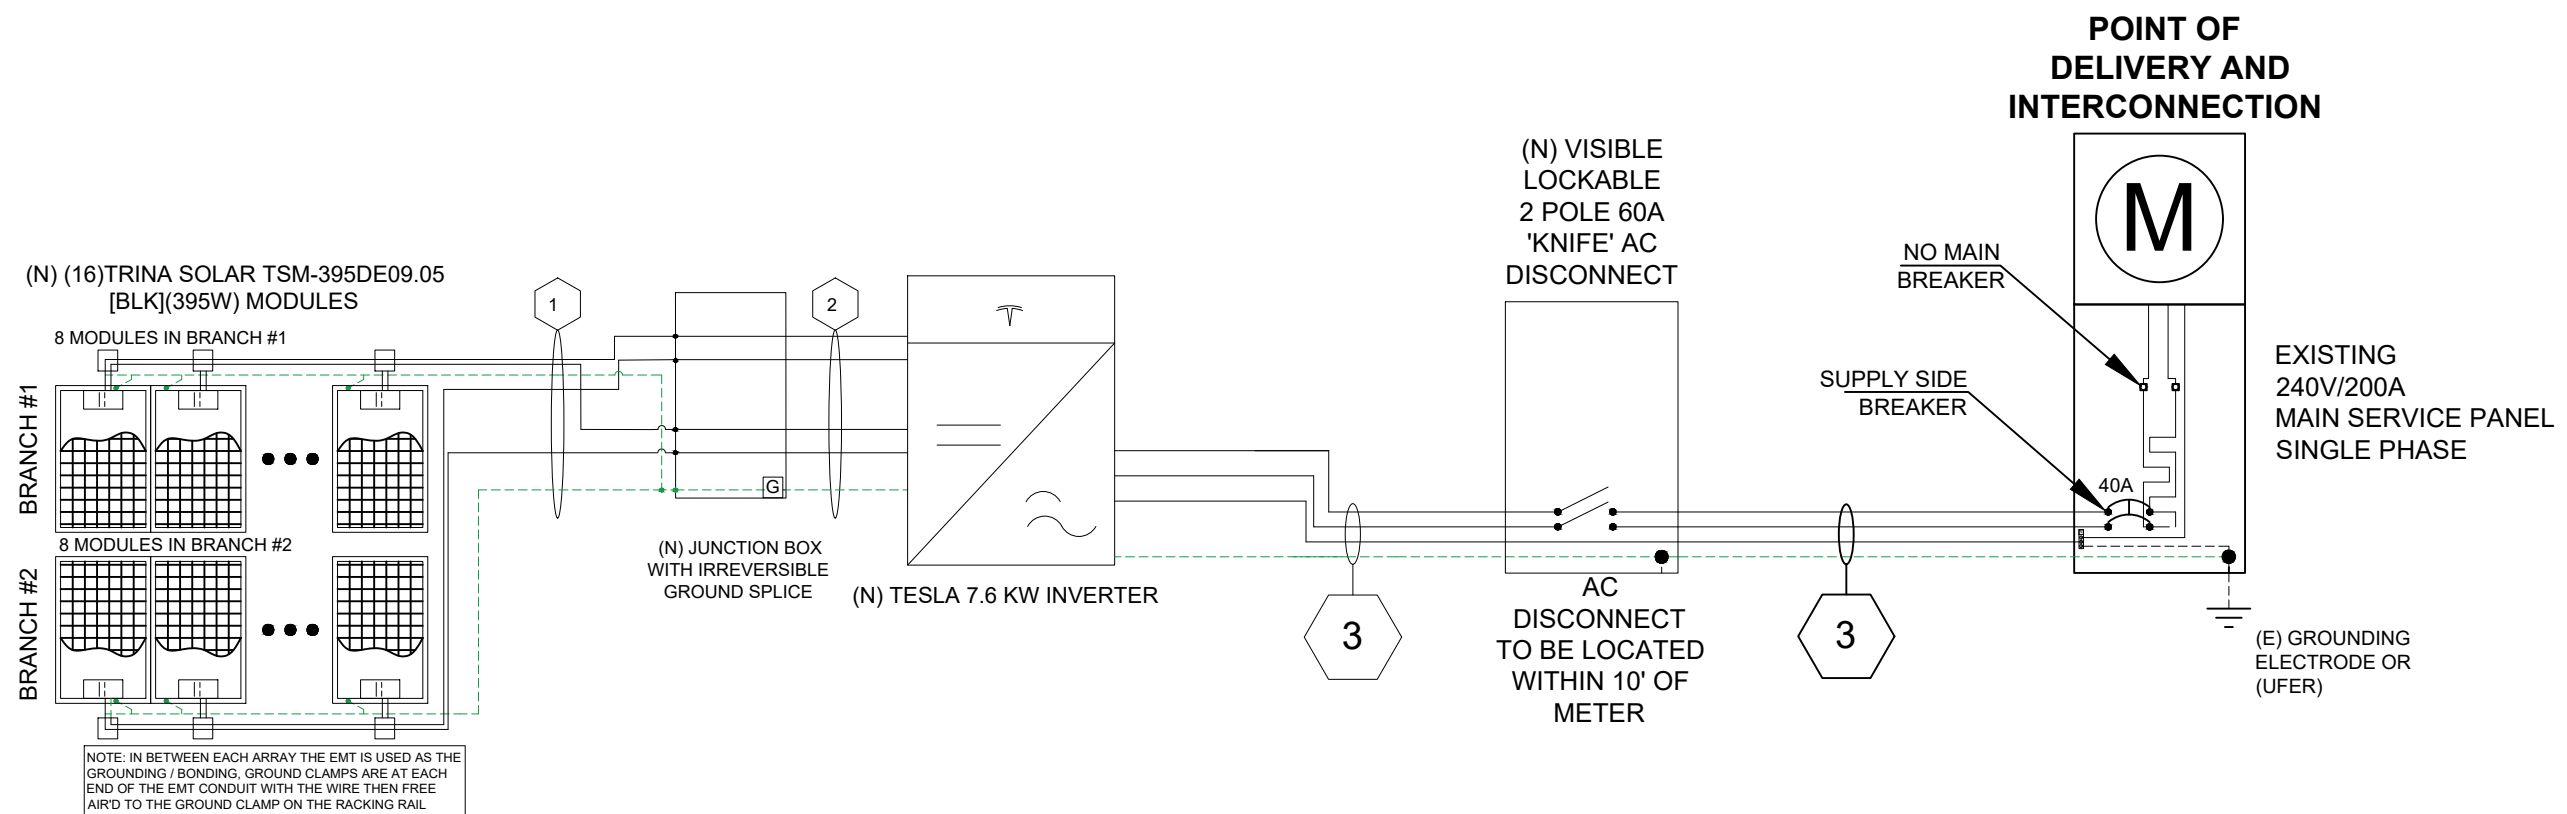 POINT OF
DELIVERY AND
INTERCONNECTION
M
(N) VISIBLE
LOCKABLE
2 POLE 60A
'KNIFE' AC
DISCONNECT
NO MAIN
BREAKER
SUPPLY SIDE
BREAKER
40A
EXISTING
240V/200A
MAIN SERVICE PANEL
SINGLE PHASE
(N) (16)TRINA SOLAR TSM-395DE09.05
[BLK](395W) MODULES
8 MODULES IN BRANCH #1
BRANCH #1
1
2
G
8 MODULES IN BRANCH #2
BRANCH #2
(N) JUNCTION BOX
WITH IRREVERSIBLE
GROUND SPLICE
(N) TESLA 7.6 KW INVERTER
3
AC
DISCONNECT
TO BE LOCATED
WITHIN 10' OF
METER
3
(E) GROUNDING
ELECTRODE OR
(UFER)
NOTE: IN BETWEEN EACH ARRAY THE EMT IS USED AS THE
GROUNDING / BONDING, GROUND CLAMPS ARE AT EACH
END OF THE EMT CONDUIT WITH THE WIRE THEN FREE
AIR'D TO THE GROUND CLAMP ON THE RACKING RAIL